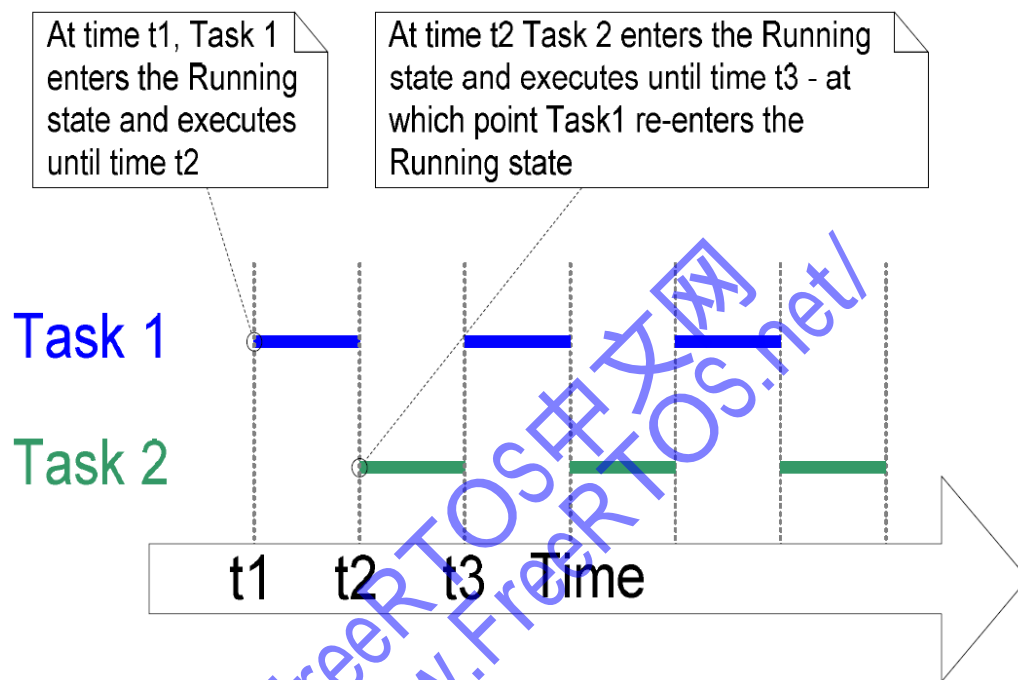 At time t1, Task 1
enters the Running
state and executes
until time t2
At time t2 Task 2 enters the Running
state and executes until time t3 - at
which point Task1 re-enters the
Running state
Task 1
Task 2
t1 t2 t3 Time
FreeRTOS中文网
w.FreeRTOS.net/